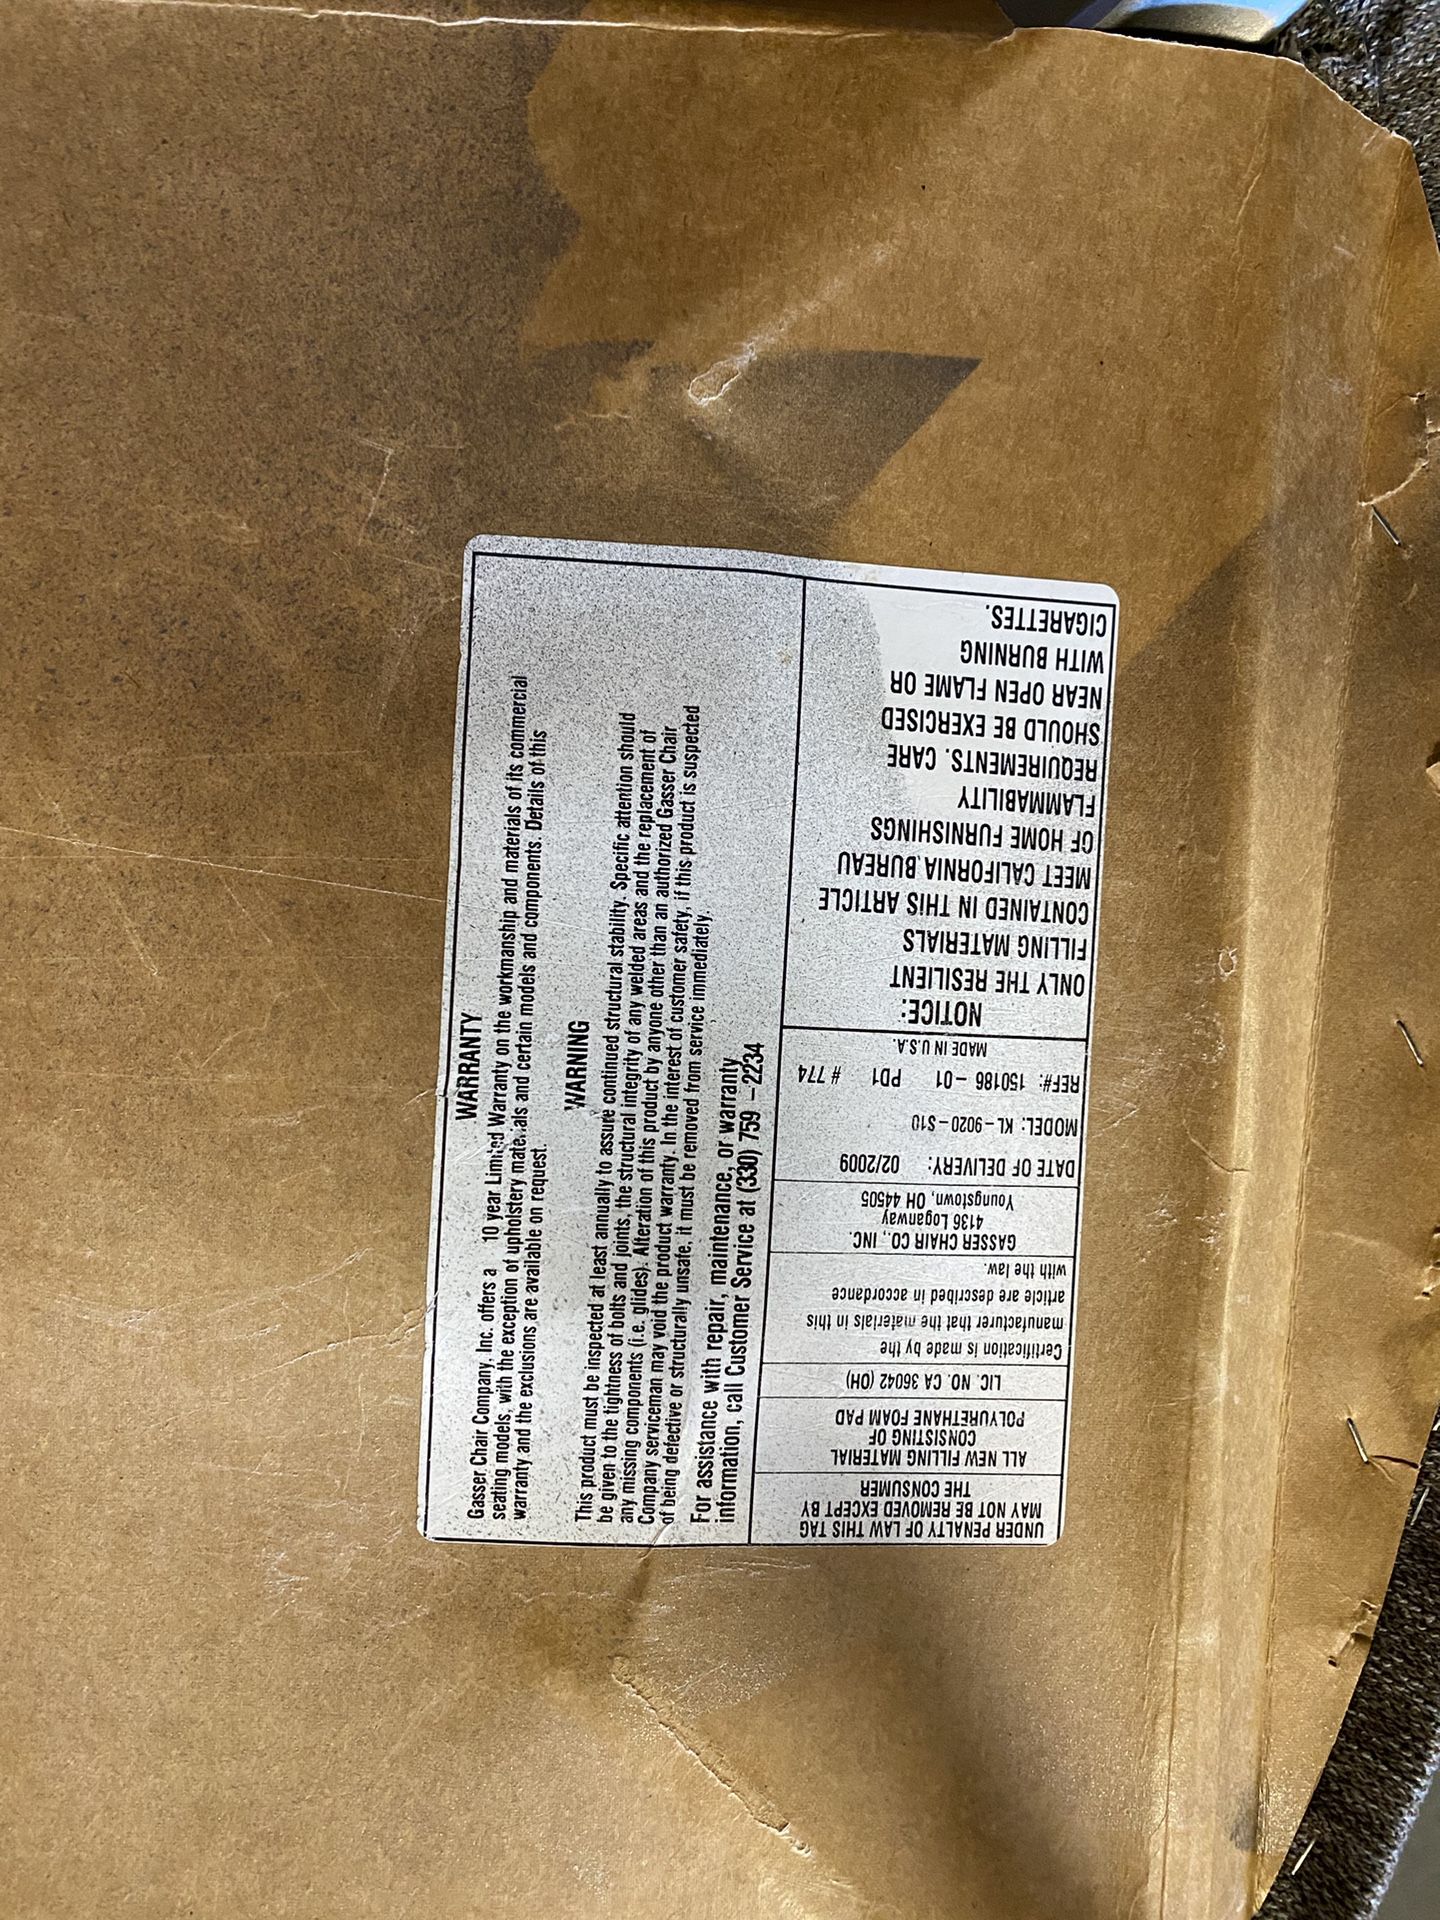 WARRANTY
Gasser Chair Company, Inc. offers a 10 year Limited Warranty on the workmanship and materials of its commercial
seating models, with the exception of upholstery materials and certain models and components. Details of this
warranty and the exclusions are available on request.
WARNING
This product must be inspected at least annually to assure continued structural stability. Specific attention should
be given to the tightness of bolts and joints, the structural integrity of any welded areas and the replacement of
any missing components (i.e. glides). Alteration of this product by anyone other than an authorized Gasser Chair
Company serviceman may void the product warranty. In the interest of customer safety, if this product is suspected
of being defective or structurally unsafe, it must be removed from service immediately.
For assistance with repair, maintenance, or warranty
information, call Customer Service at (330) 759-2234
UNDER PENALTY OF LAW THIS TAG
MAY NOT BE REMOVED EXCEPT BY
THE CONSUMER
ALL NEW FILLING MATERIAL
CONSISTING OF
POLYURETHANE FOAM PAD
LIC. NO. CA 36042 (OH)
Certification is made by the
manufacturer that the materials in this
article are described in accordance
with the law.
GASSER CHAIR CO., INC.
4136 Loganway
Youngstown, OH 44505
DATE OF DELIVERY: 02/2009
MODEL: KL-9020-S10
REF#: 150186-01 PD1 #774
MADE IN U.S.A.
NOTICE:
ONLY THE RESILIENT
FILLING MATERIALS
CONTAINED IN THIS ARTICLE
MEET CALIFORNIA BUREAU
OF HOME FURNISHINGS
FLAMMABILITY
REQUIREMENTS. CARE
SHOULD BE EXERCISED
NEAR OPEN FLAME OR
WITH BURNING
CIGARETTES.